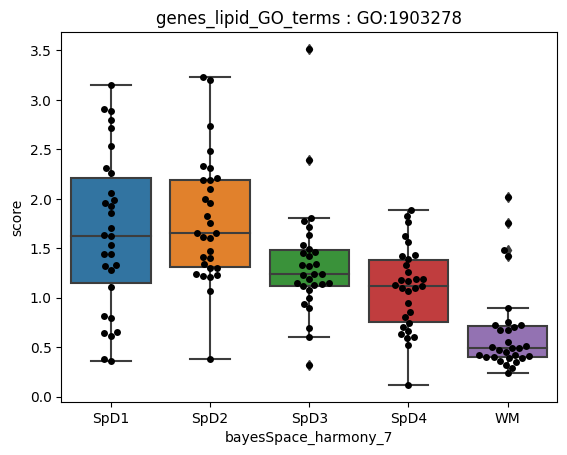 genes_lipid_GO_terms : GO:1903278
3.5
3.0
2.5
2.0
1.5
1.0
0.5
0.0
score
SpD1 SpD2 SpD3 SpD4 WM
bayesSpace_harmony_7